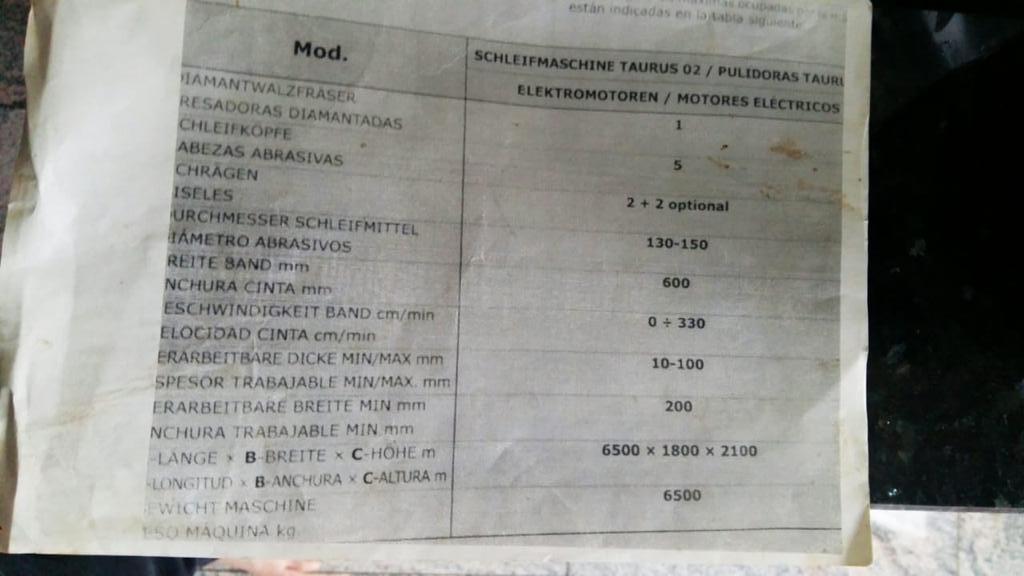 están indicadas en la tabla siguiente
Mod.
SCHLEIFMASCHINE TAURUS 02 / PULIDORAS TAUR
ELEKTROMOTOREN / MOTORES ELÉCTRICOS
IAMANTWALZFRÄSER
RESADORAS DIAMANTADAS
1
CHLEIFKÖPFE
ABEZAS ABRASIVAS
5
CHRÄGEN
ISELES
2 + 2 optional
URCHMESSER SCHLEIFMITTEL
IÁMETRO ABRASIVOS
130-150
REITE BAND mm
NCHURA CINTA mm
600
ESCHWINDIGKEIT BAND cm/min
ELOCIDAD CINTA cm/min
0 ÷ 330
ERARBEITBARE DICKE MIN/MAX mm
SPESOR TRABAJABLE MIN/MAX. mm
10-100
ERARBEITBARE BREITE MIN mm
NCHURA TRABAJABLE MIN mm
200
-LÄNGE × B-BREITE × C-HÖHE m
-LONGITUD × B-ANCHURA × C-ALTURA m
6500 × 1800 × 2100
EWICHT MASCHINE
ESO MÁQUINA kg
6500